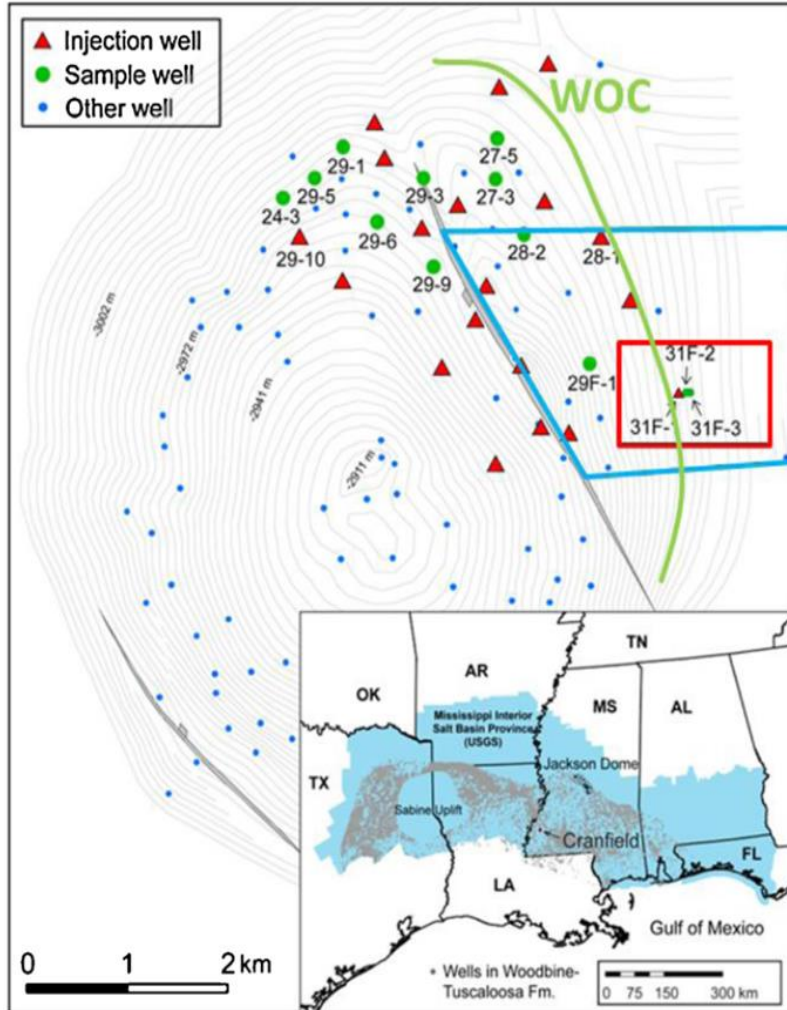 Injection well
Sample well
Other well
WOC
27-5
29-1
29-5
29-3
27-3
24-3
29-6
28-2
28-1
29-10
29-9
-3002 m
-2972 m
-2941 m
-2911 m
29F-1
31F-2
31F-
31F-3
TN
AR
OK
MS
AL
Mississippi Interior
Salt Basin Province
(USGS)
Jackson Dome
TX
Sabine Uplift
Cranfield
FL
LA
Gulf of Mexico
Wells in Woodbine-
Tuscaloosa Fm.
0 75 150 300 km
0 1 2 km